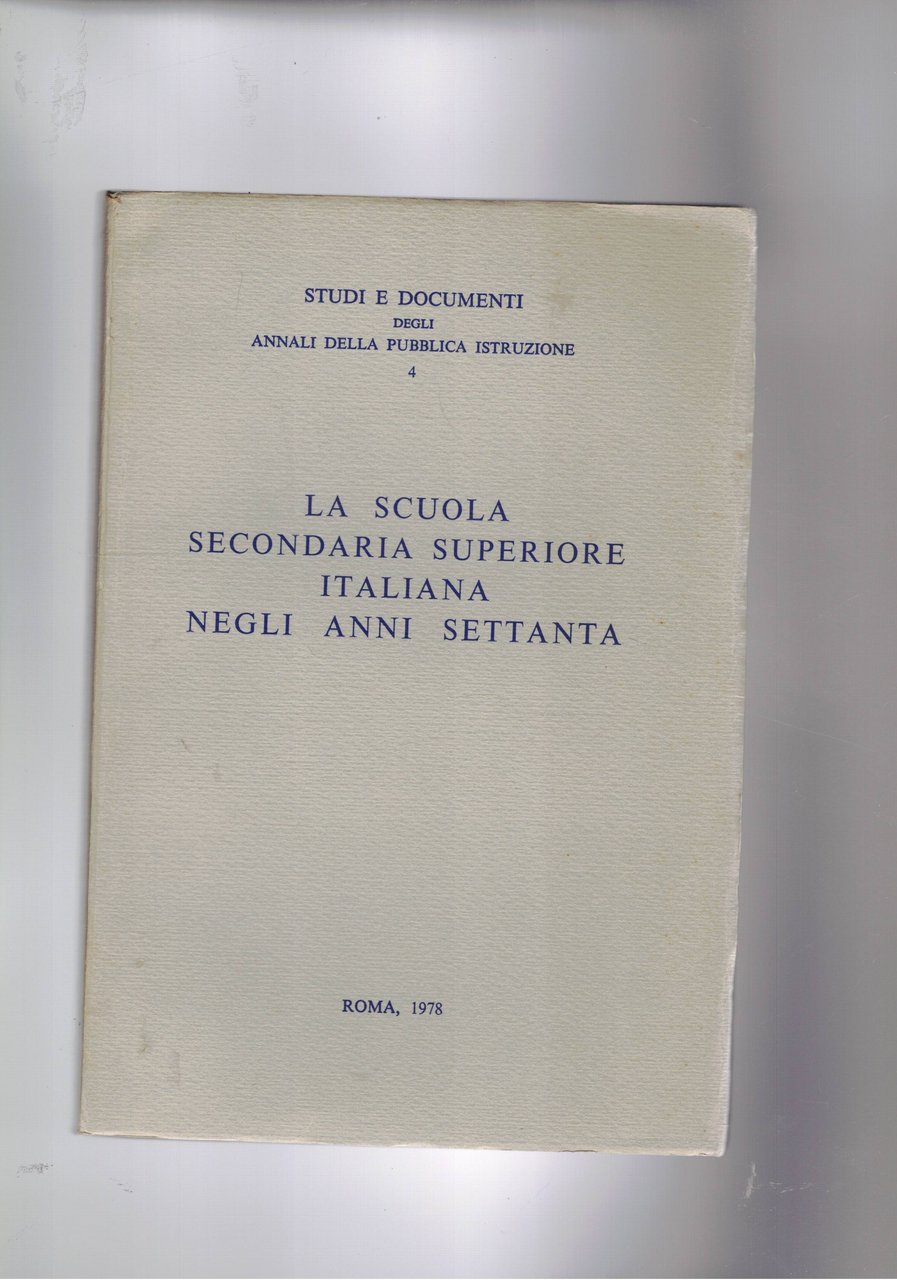 STUDI E DOCUMENTI
DEGLI
ANNALI DELLA PUBBLICA ISTRUZIONE
4
LA SCUOLA
SECONDARIA SUPERIORE
ITALIANA
NEGLI ANNI SETTANTA
ROMA, 1978